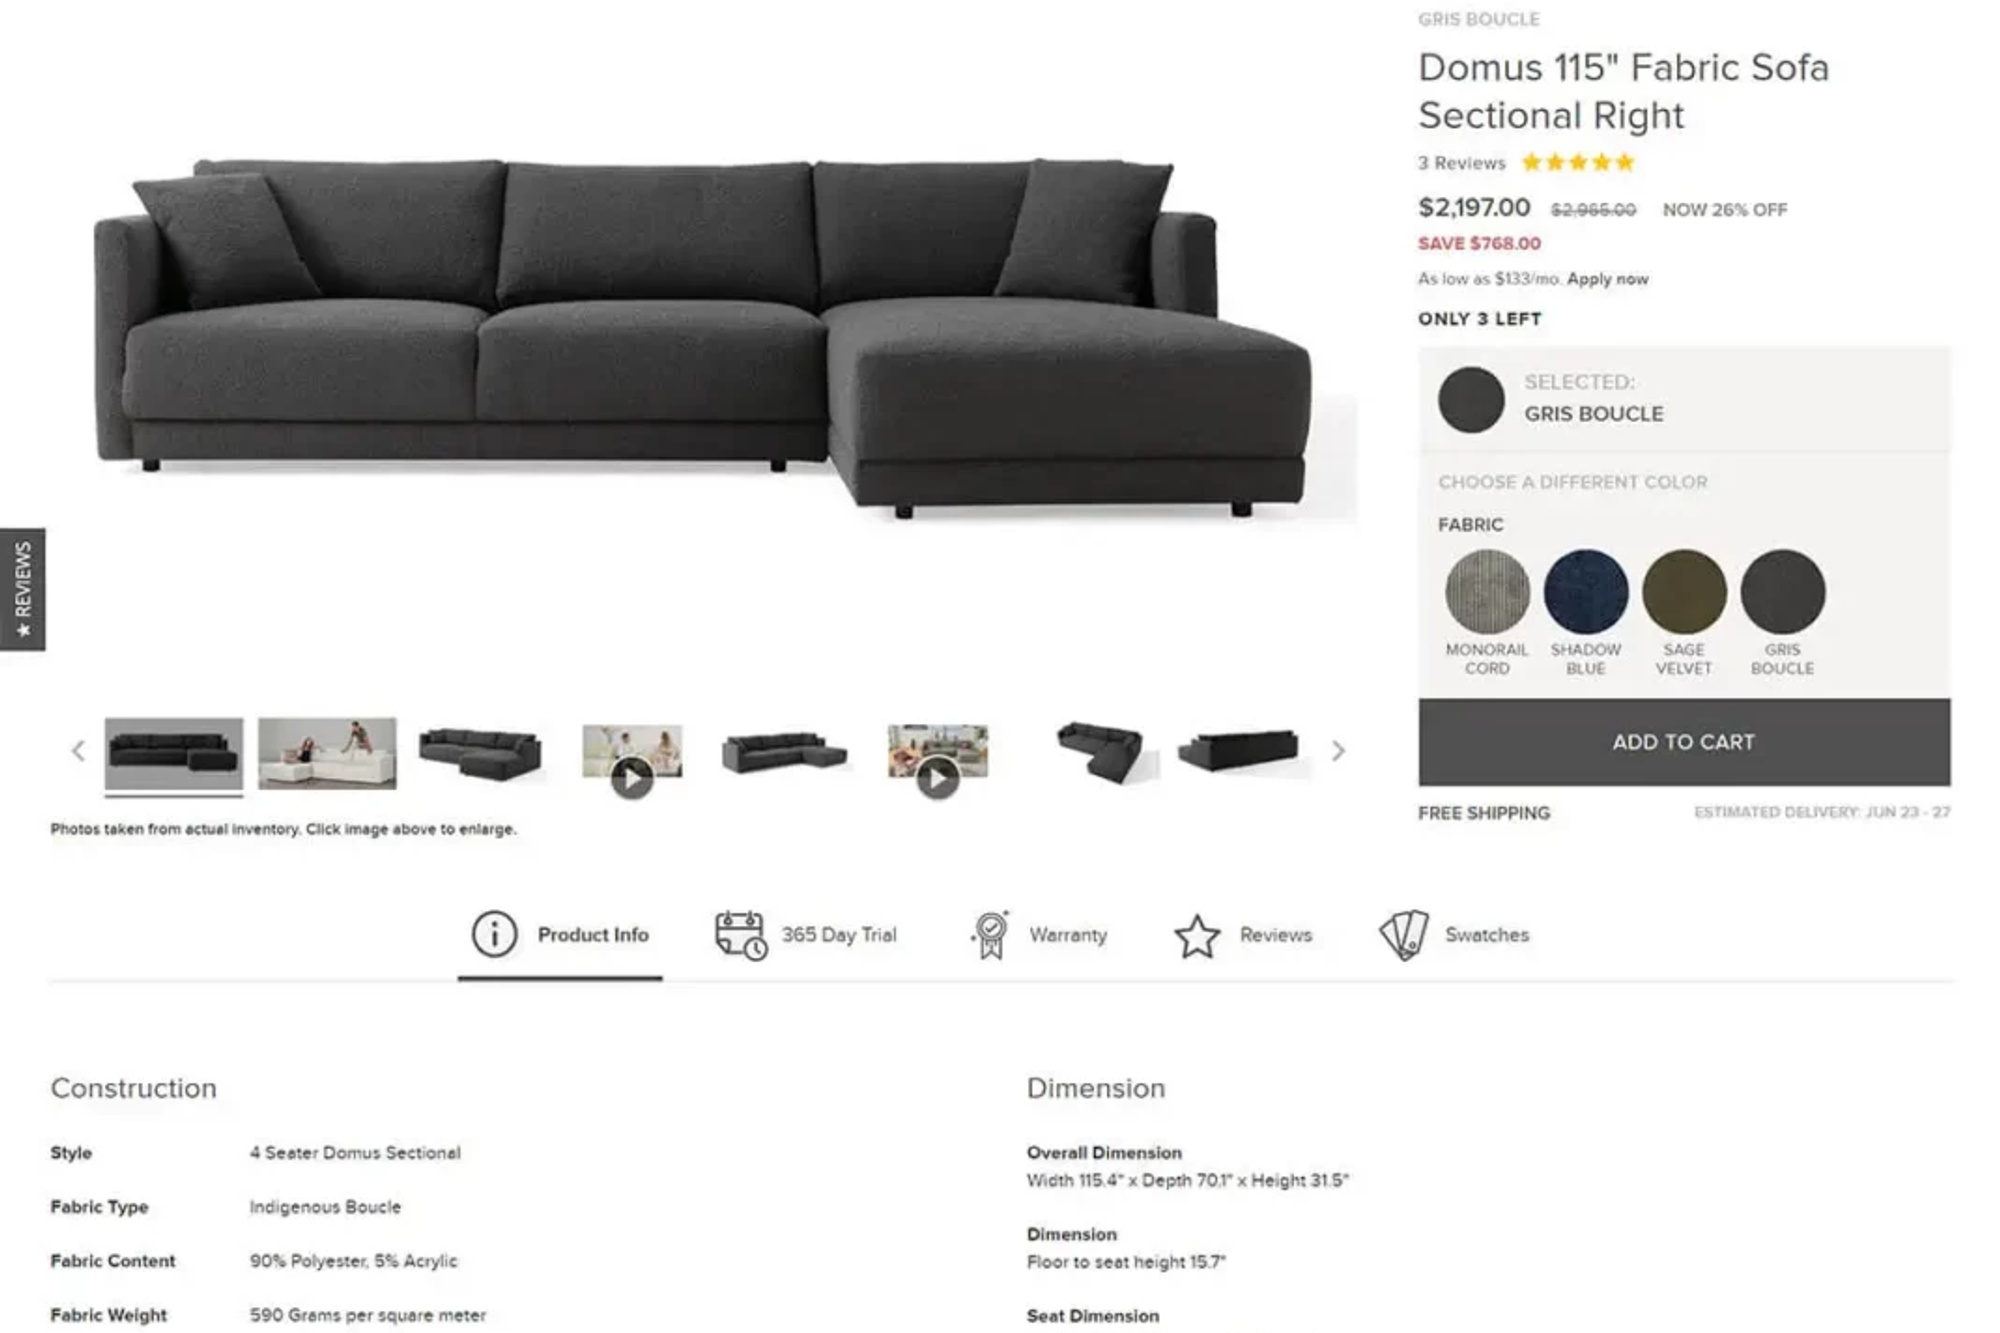 GRIS BOUCLE
Domus 115" Fabric Sofa
Sectional Right
3 Reviews
$2,197.00 $2,965.00 NOW 26% OFF
SAVE $768.00
As low as $133/mo. Apply now
ONLY 3 LEFT
SELECTED:
GRIS BOUCLE
CHOOSE A DIFFERENT COLOR
FABRIC
MONORAIL
CORD
SHADOW
BLUE
SAGE
VELVET
GRIS
BOUCLE
ADD TO CART
FREE SHIPPING
ESTIMATED DELIVERY: JUN 23 - 27
★ REVIEWS
Photos taken from actual inventory. Click image above to enlarge.
Product Info
365 Day Trial
Warranty
Reviews
Swatches
Construction
Style 4 Seater Domus Sectional
Fabric Type Indigenous Boucle
Fabric Content 90% Polyester, 5% Acrylic
Fabric Weight 590 Grams per square meter
Dimension
Overall Dimension
Width 115.4" x Depth 70.1" x Height 31.5"
Dimension
Floor to seat height 15.7"
Seat Dimension